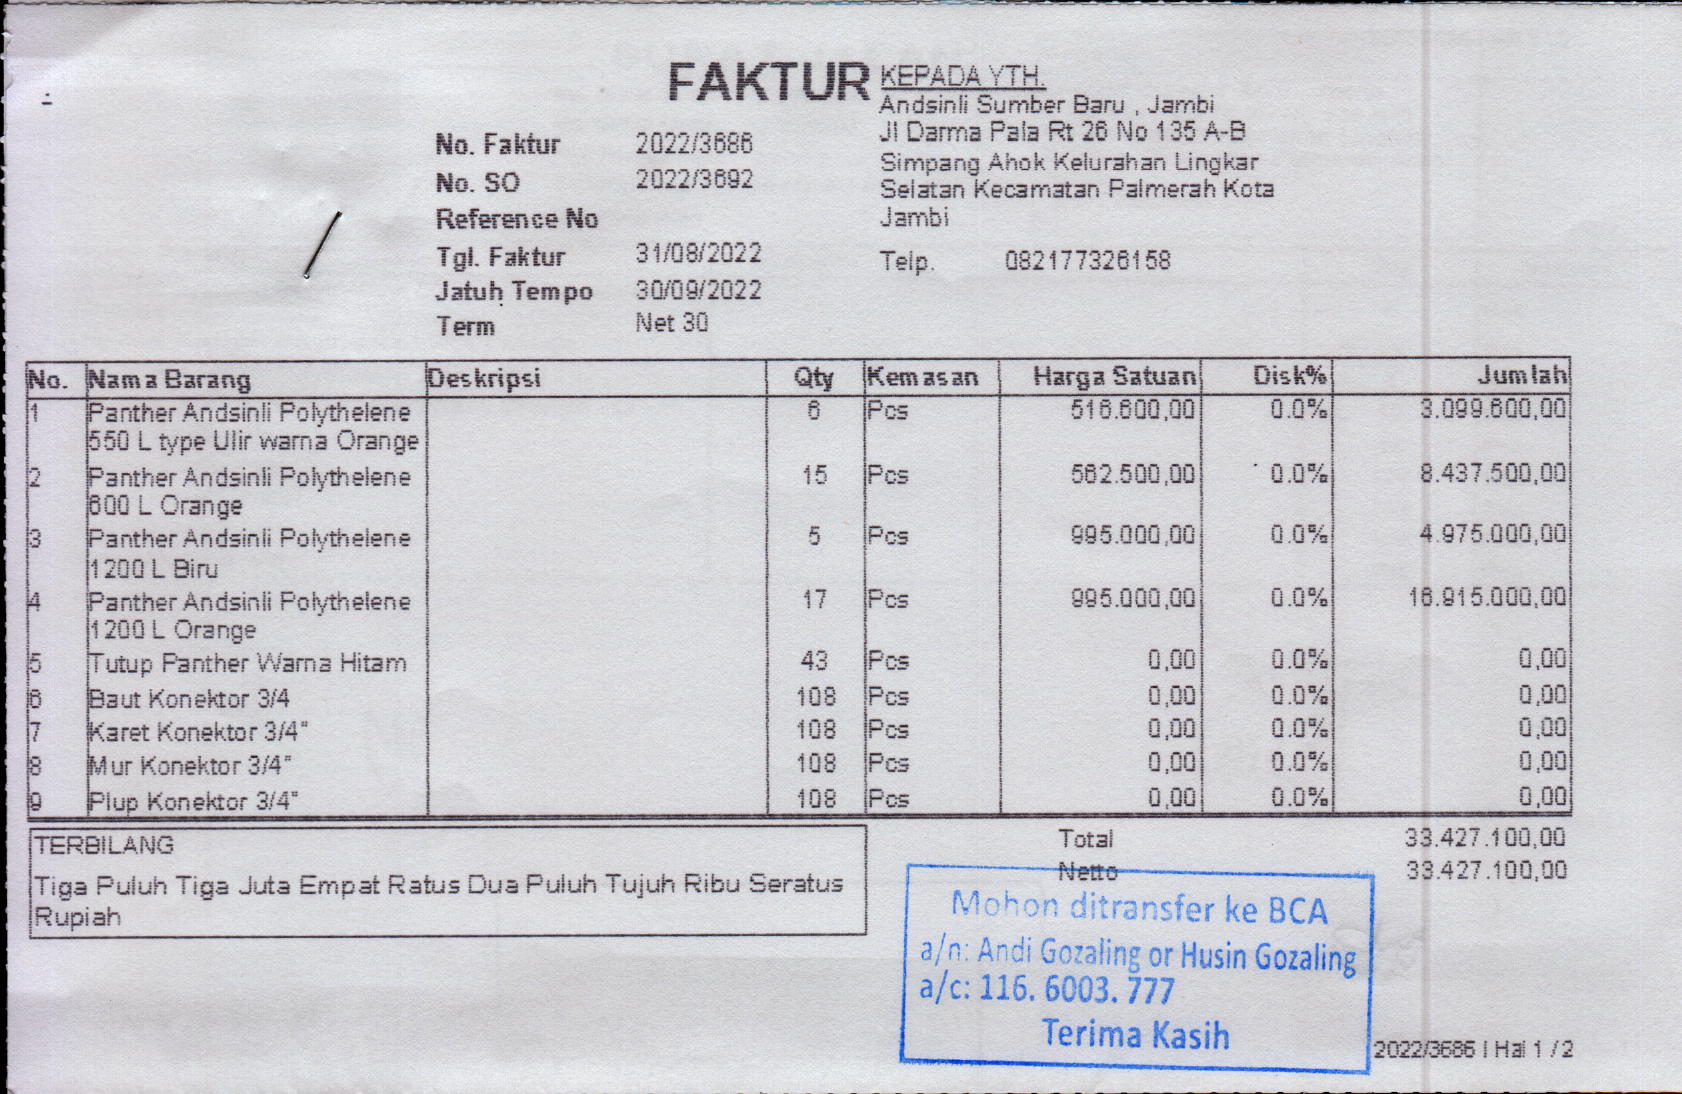 FAKTUR
KEPADA YTH.
Andsinli Sumber Baru , Jambi
Jl Darma Pala Rt 26 No 135 A-B
Simpang Ahok Kelurahan Lingkar
Selatan Kecamatan Palmerah Kota
Jambi
Telp. 082177326158
No. Faktur 2022/3686
No. SO 2022/3692
Reference No
Tgl. Faktur 31/08/2022
Jatuh Tempo 30/09/2022
Term Net 30
No. Nama Barang Deskripsi Qty Kemasan Harga Satuan Disk% Jumlah
1 Panther Andsinli Polythelene 6 Pcs 516.600,00 0.0% 3.099.600,00
550 L type Ulir warna Orange
2 Panther Andsinli Polythelene 15 Pcs 562.500,00 0.0% 8.437.500,00
600 L Orange
3 Panther Andsinli Polythelene 5 Pcs 995.000,00 0.0% 4.975.000,00
1200 L Biru
4 Panther Andsinli Polythelene 17 Pcs 995.000,00 0.0% 16.915.000,00
1200 L Orange
5 Tutup Panther Warna Hitam 43 Pcs 0,00 0.0% 0,00
6 Baut Konektor 3/4 108 Pcs 0,00 0.0% 0,00
7 Karet Konektor 3/4" 108 Pcs 0,00 0.0% 0,00
8 Mur Konektor 3/4" 108 Pcs 0,00 0.0% 0,00
9 Plup Konektor 3/4" 108 Pcs 0,00 0.0% 0,00
TERBILANG
Tiga Puluh Tiga Juta Empat Ratus Dua Puluh Tujuh Ribu Seratus
Rupiah
Total 33.427.100,00
Netto 33.427.100,00
Mohon ditransfer ke BCA
a/n: Andi Gozaling or Husin Gozaling
a/c: 116. 6003. 777
Terima Kasih
2022/3686 | Hal 1 / 2